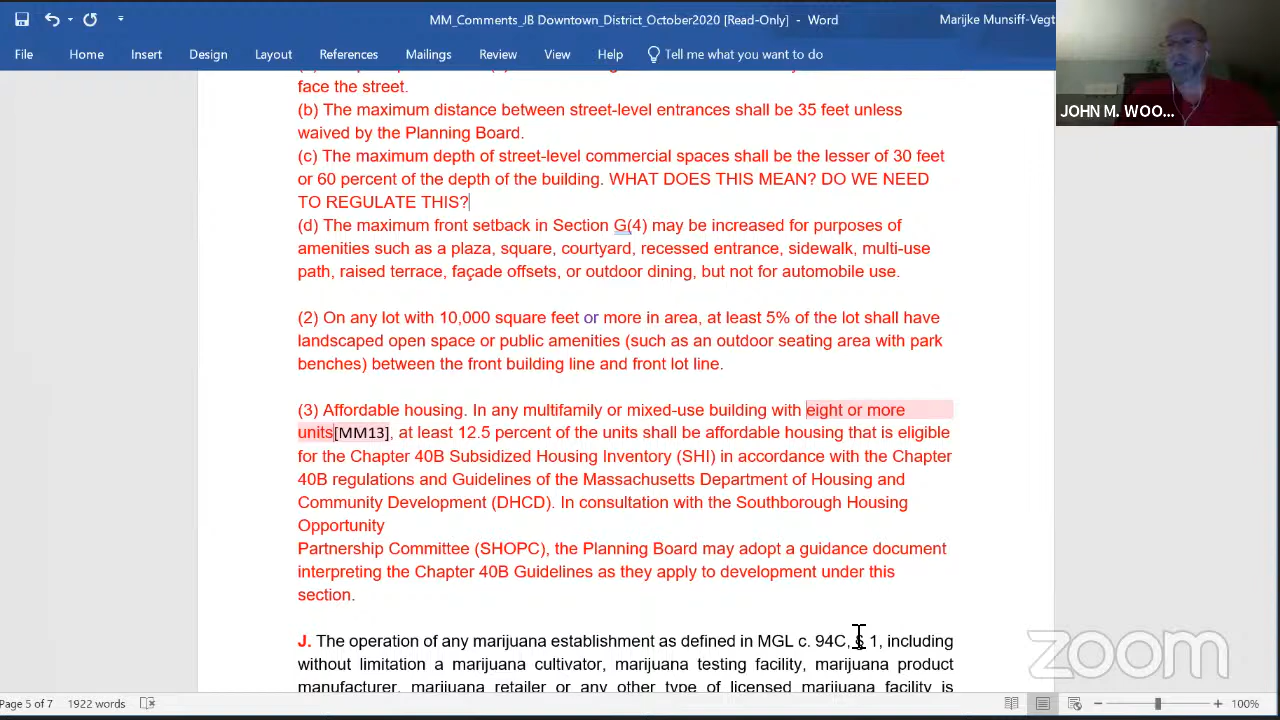 MM_Comments_JB Downtown_District_October2020 [Read-Only] - Word
Marijke Munsiff-Vegt
File Home Insert Design Layout References Mailings Review View Help Tell me what you want to do
JOHN M. WOO...
face the street.
(b) The maximum distance between street-level entrances shall be 35 feet unless
waived by the Planning Board.
(c) The maximum depth of street-level commercial spaces shall be the lesser of 30 feet
or 60 percent of the depth of the building. WHAT DOES THIS MEAN? DO WE NEED
TO REGULATE THIS?
(d) The maximum front setback in Section G(4) may be increased for purposes of
amenities such as a plaza, square, courtyard, recessed entrance, sidewalk, multi-use
path, raised terrace, façade offsets, or outdoor dining, but not for automobile use.
(2) On any lot with 10,000 square feet or more in area, at least 5% of the lot shall have
landscaped open space or public amenities (such as an outdoor seating area with park
benches) between the front building line and front lot line.
(3) Affordable housing. In any multifamily or mixed-use building with eight or more
units[MM13], at least 12.5 percent of the units shall be affordable housing that is eligible
for the Chapter 40B Subsidized Housing Inventory (SHI) in accordance with the Chapter
40B regulations and Guidelines of the Massachusetts Department of Housing and
Community Development (DHCD). In consultation with the Southborough Housing
Opportunity
Partnership Committee (SHOPC), the Planning Board may adopt a guidance document
interpreting the Chapter 40B Guidelines as they apply to development under this
section.
J. The operation of any marijuana establishment as defined in MGL c. 94C, § 1, including
without limitation a marijuana cultivator, marijuana testing facility, marijuana product
manufacturer, marijuana retailer or any other type of licensed marijuana facility is
zoom
Page 5 of 7 1922 words
100%